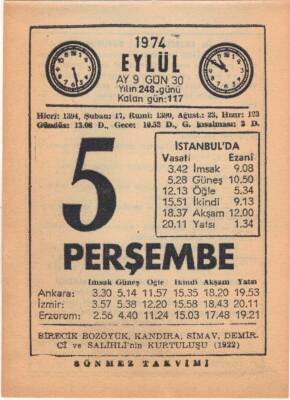 1974
EYLÜL
AY 9 GÜN 30
Yılın 248. günü
Kalan gün: 117
Hicri: 1394, Şaban: 17, Rumi: 1390, Ağust.: 23, Hızır: 123
Gündüz: 13.08 D., Gece: 10.52 D., G. kısalması: 3 D.
5
PERŞEMBE
İSTANBUL'DA
Vasati Ezanî
3.42 İmsak 9.08
5.28 Güneş 10.50
12.13 Öğle 5.34
15.51 İkindi 9.13
18.37 Akşam 12.00
20.11 Yatsı 1.34
İmsak Güneş Öğle İkindi Akşam Yatsı
Ankara: 3.30 5.14 11.57 15.35 18.20 19.53
İzmir: 3.57 5.38 12.20 15.58 18.43 20.11
Erzurum: 2.56 4.40 11.24 15.03 17.48 19.21
BİRECİK BOZÖYÜK, KANDIRA, SİMAV, DEMİR-
Cİ ve SALİHLİ'nin KURTULUŞU (1922)
SÖNMEZ TAKVİMİ